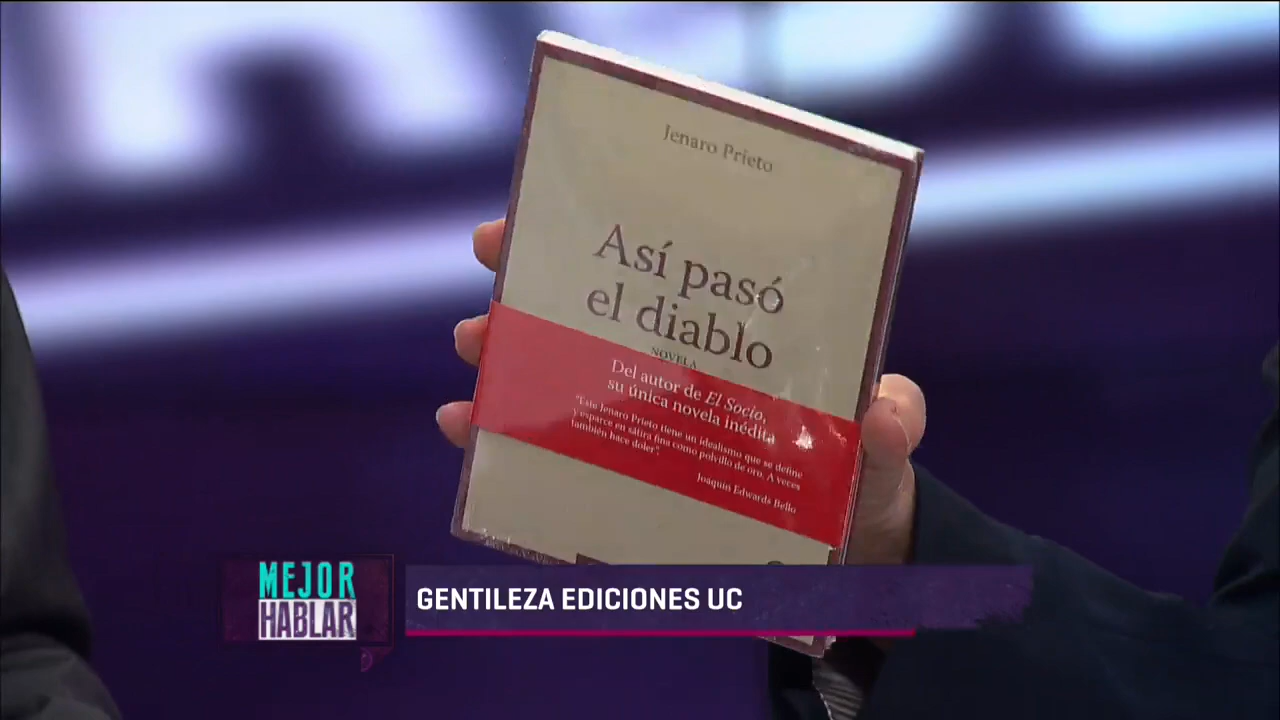 Jenaro Prieto
Así pasó
el diablo
NOVELA
Del autor de El Socio,
su única novela inédita
"Este Jenaro Prieto tiene un idealismo que se define
y esparce en sátira fina como polvillo de oro. A veces
también hace doler".
Joaquín Edwards Bello
MEJOR
HABLAR
GENTILEZA EDICIONES UC